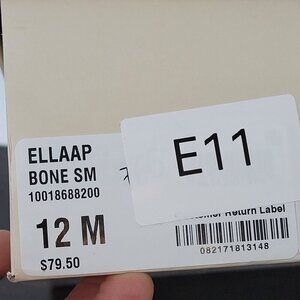 ELLAAP
BONE SM
10018688200
12 M
$79.50
E11
Return Label
082171813148